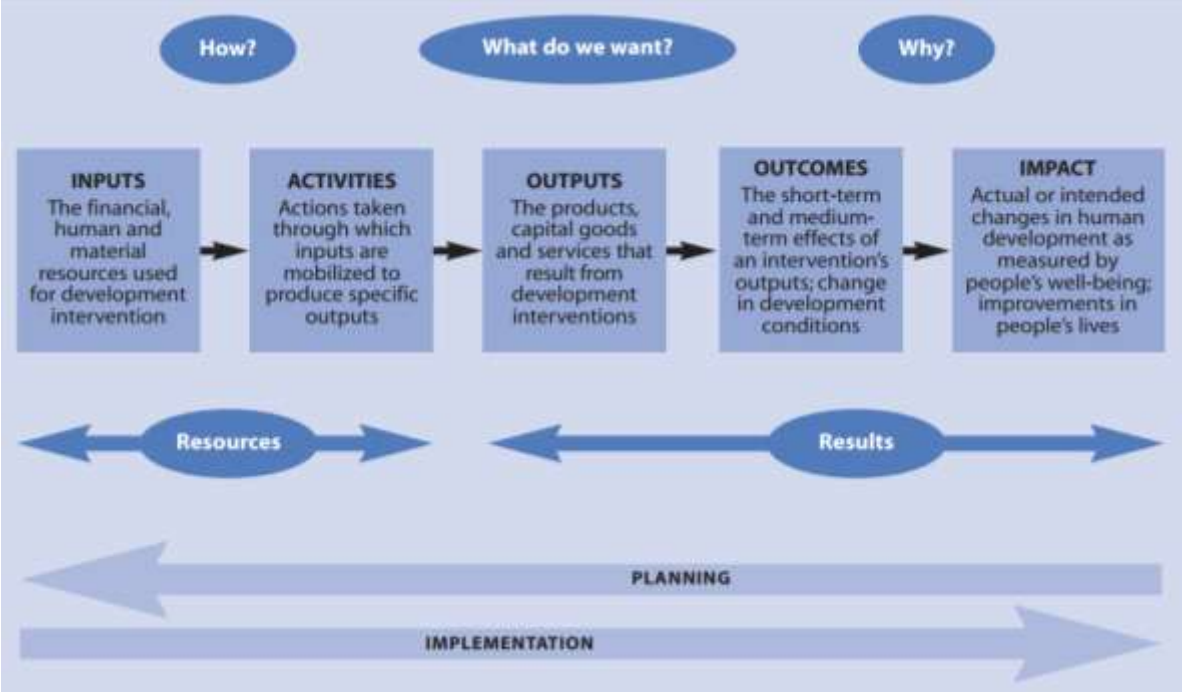 How?
What do we want?
Why?
INPUTS
The financial,
human and
material
resources used
for development
intervention
ACTIVITIES
Actions taken
through which
inputs are
mobilized to
produce specific
outputs
OUTPUTS
The products,
capital goods
and services that
result from
development
interventions
OUTCOMES
The short-term
and medium-
term effects of
an intervention's
outputs; change
in development
conditions
IMPACT
Actual or intended
changes in human
development as
measured by
people's well-being;
improvements in
people's lives
Resources
Results
PLANNING
IMPLEMENTATION